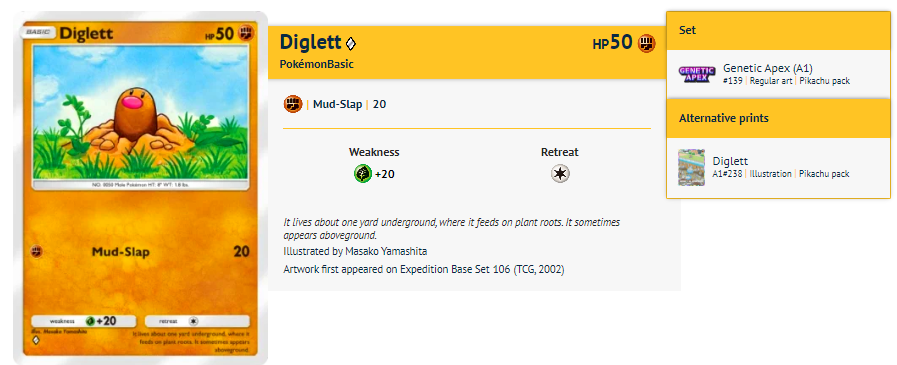 BASIC
Diglett
HP 50
NO. 0050 Mole Pokémon HT: 8" WT: 1.8 lbs.
Mud-Slap 20
weakness +20 retreat
Illus. Masako Yamashita
It lives about one yard underground, where it
feeds on plant roots. It sometimes appears
aboveground.
Diglett
HP 50
PokémonBasic
| Mud-Slap | 20
Weakness
+20
Retreat
It lives about one yard underground, where it feeds on plant roots. It sometimes
appears aboveground.
Illustrated by Masako Yamashita
Artwork first appeared on Expedition Base Set 106 (TCG, 2002)
Set
GENETIC
APEX
Genetic Apex (A1)
#139 | Regular art | Pikachu pack
Alternative prints
Diglett
A1#238 | Illustration | Pikachu pack